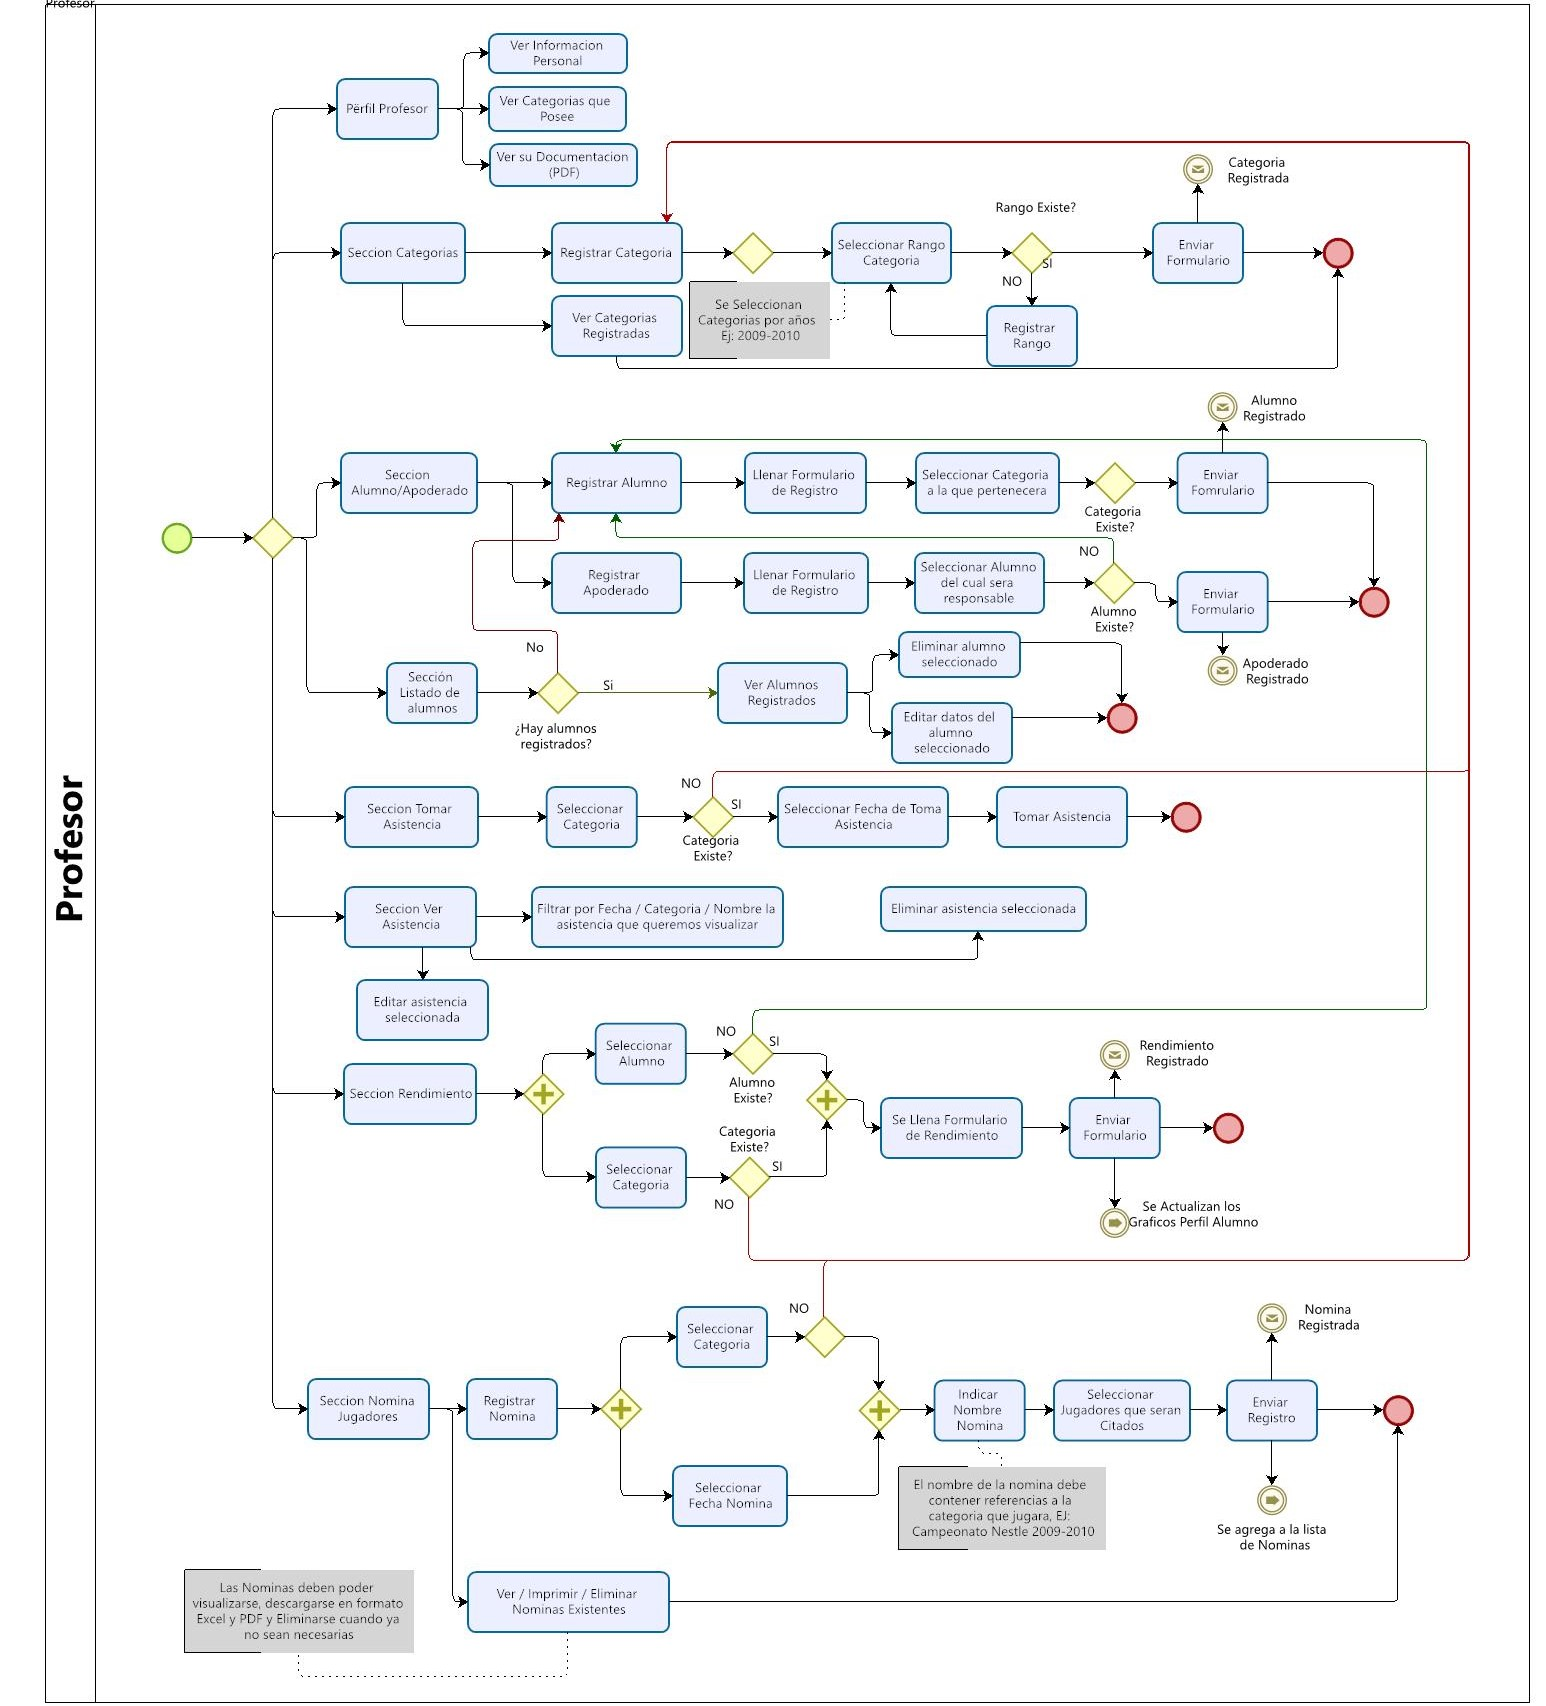 Profesor
Profesor
Ver Informacion
Personal
Përfil Profesor
Ver Categorias que
Posee
Ver su Documentacion
(PDF)
Categoria
Registrada
Rango Existe?
Seccion Categorias
Registrar Categoria
Seleccionar Rango
Categoria
SI
NO
Enviar
Formulario
Ver Categorias
Registradas
Se Seleccionan
Categorias por años
Ej: 2009-2010
Registrar
Rango
Alumno
Registrado
Seccion
Alumno/Apoderado
Registrar Alumno
Llenar Formulario
de Registro
Seleccionar Categoria
a la que pertenecera
Categoria
Existe?
Enviar
Fomrulario
NO
Registrar
Apoderado
Llenar Formulario
de Registro
Seleccionar Alumno
del cual sera
responsable
Alumno
Existe?
Enviar
Formulario
Apoderado
Registrado
No
Si
Sección
Listado de
alumnos
¿Hay alumnos
registrados?
Ver Alumnos
Registrados
Eliminar alumno
seleccionado
Editar datos del
alumno
seleccionado
NO
SI
Seccion Tomar
Asistencia
Seleccionar
Categoria
Categoria
Existe?
Seleccionar Fecha de Toma
Asistencia
Tomar Asistencia
Seccion Ver
Asistencia
Filtrar por Fecha / Categoria / Nombre la
asistencia que queremos visualizar
Eliminar asistencia seleccionada
Editar asistencia
seleccionada
Seccion Rendimiento
Seleccionar
Alumno
NO
SI
Alumno
Existe?
Categoria
Existe?
Seleccionar
Categoria
SI
NO
Se Llena Formulario
de Rendimiento
Rendimiento
Registrado
Enviar
Formulario
Se Actualizan los
Graficos Perfil Alumno
NO
Seleccionar
Categoria
Nomina
Registrada
Seccion Nomina
Jugadores
Registrar
Nomina
Indicar
Nombre
Nomina
Seleccionar
Jugadores que seran
Citados
Enviar
Registro
Seleccionar
Fecha Nomina
El nombre de la nomina debe
contener referencias a la
categoria que jugara, EJ:
Campeonato Nestle 2009-2010
Se agrega a la lista
de Nominas
Las Nominas deben poder
visualizarse, descargarse en formato
Excel y PDF y Eliminarse cuando ya
no sean necesarias
Ver / Imprimir / Eliminar
Nominas Existentes